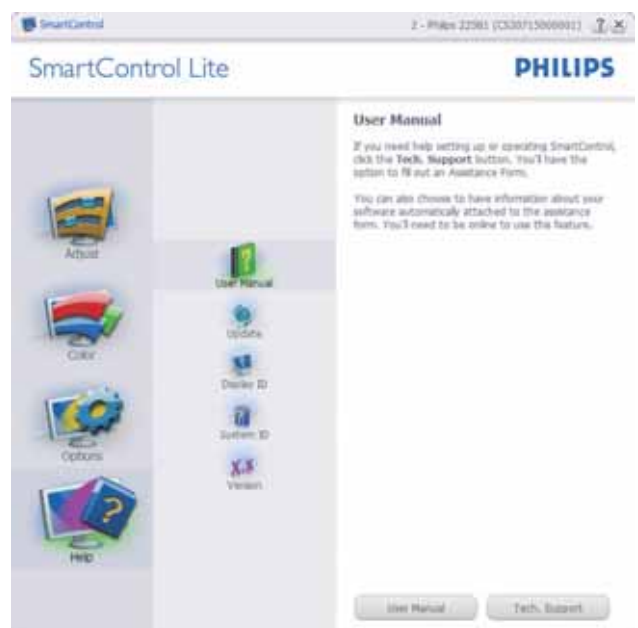 SmartControl
2 - Philips 225B1 (CS30715000001)
SmartControl Lite
PHILIPS
Adjust
Color
Options
Help
User Manual
Update
Display ID
System ID
X.x
Version
User Manual
If you need help setting up or operating SmartControl,
click the Tech. Support button. You'll have the
option to fill out an Assistance Form.
You can also choose to have information about your
software automatically attached to the assistance
form. You'll need to be online to use this feature.
User Manual
Tech. Support